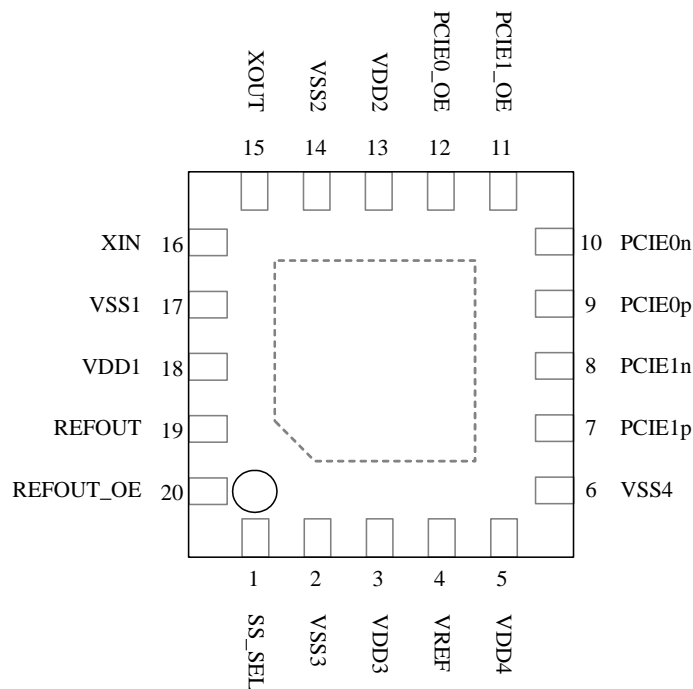 XOUT VSS2 VDD2 PCIE0_OE PCIE1_OE
15 14 13 12 11
XIN 16 10 PCIE0n
VSS1 17 9 PCIE0p
VDD1 18 8 PCIE1n
REFOUT 19 7 PCIE1p
REFOUT_OE 20 6 VSS4
1 2 3 4 5
SS_SEL VSS3 VDD3 VREF VDD4